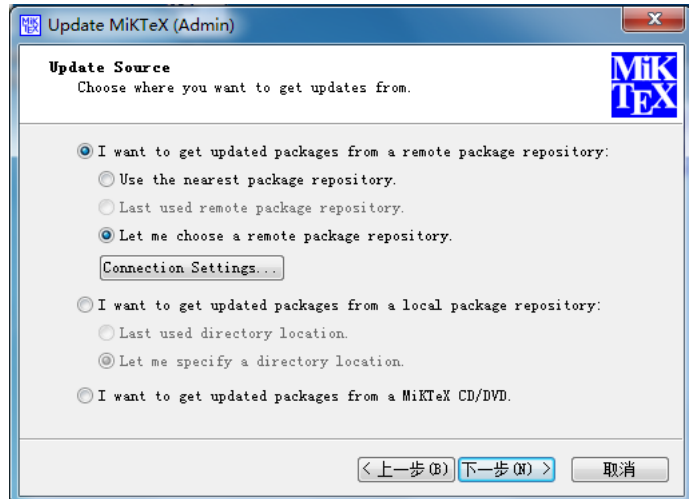 Update MiKTeX (Admin)
Update Source
Choose where you want to get updates from.
MiK
TEX
I want to get updated packages from a remote package repository:
Use the nearest package repository.
Last used remote package repository.
Let me choose a remote package repository.
Connection Settings...
I want to get updated packages from a local package repository:
Last used directory location.
Let me specify a directory location.
I want to get updated packages from a MiKTeX CD/DVD.
< 上一步(B) 下一步(N) > 取消